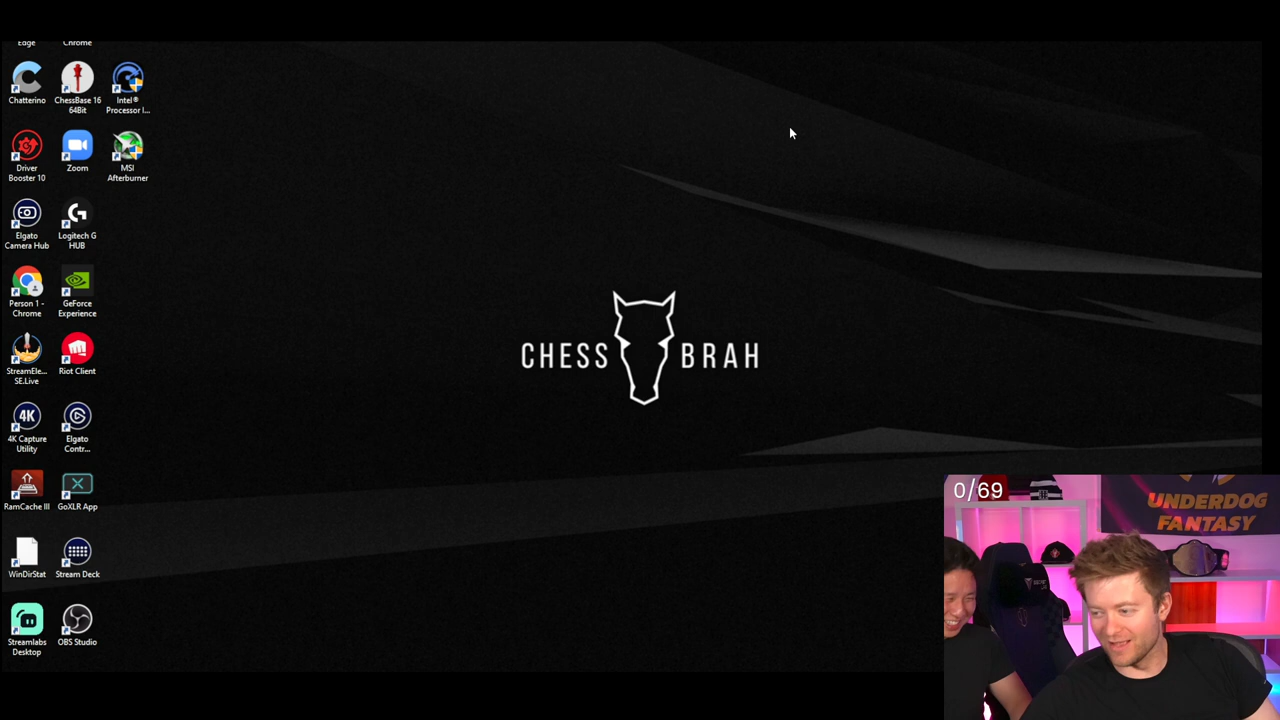 Edge
Chrome
Chatterino
ChessBase 16
64Bit
Intel®
Processor I...
Driver
Booster 10
Zoom
MSI
Afterburner
Elgato
Camera Hub
Logitech G
HUB
Person 1 -
Chrome
GeForce
Experience
StreamEle...
SE.Live
Riot Client
4K
4K Capture
Utility
Elgato
Contr...
RamCache III
GoXLR App
WinDirStat
Stream Deck
Streamlabs
Desktop
OBS Studio
CHESS BRAH
0/69
UNDERDOG
FANTASY